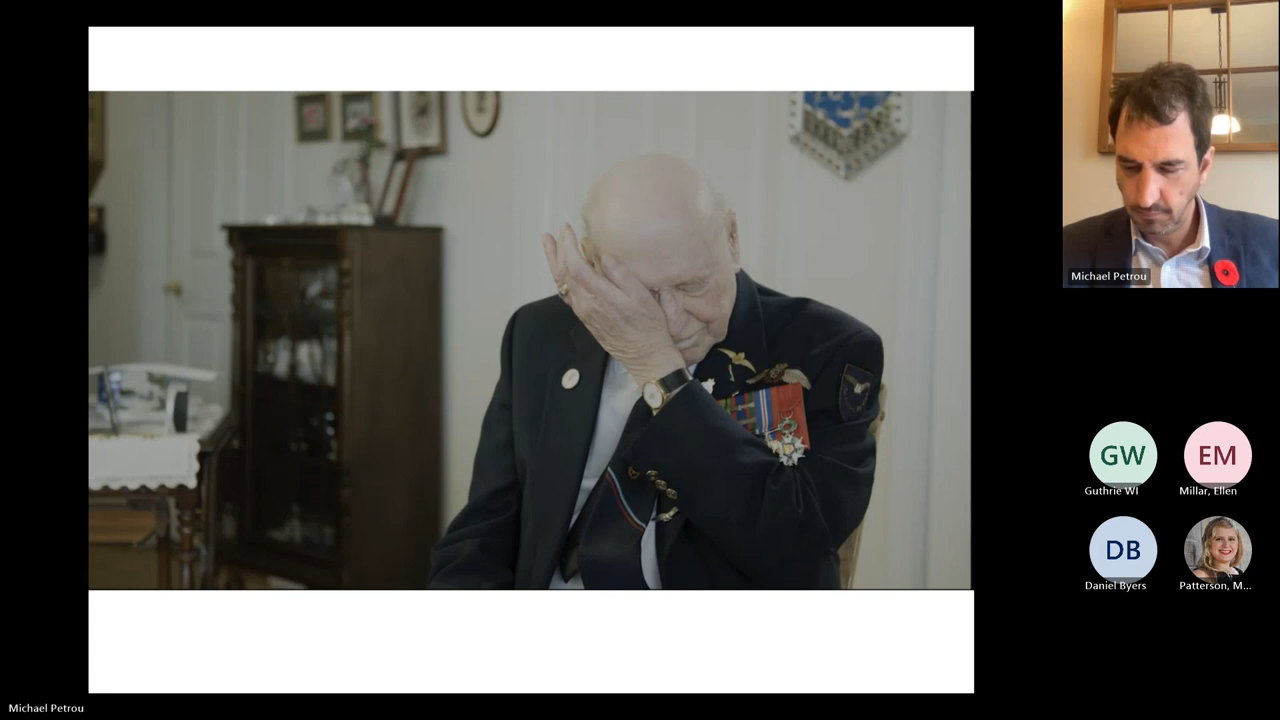 Michael Petrou
GW
EM
Guthrie WI
Millar, Ellen
DB
Daniel Byers
Patterson, M...
Michael Petrou